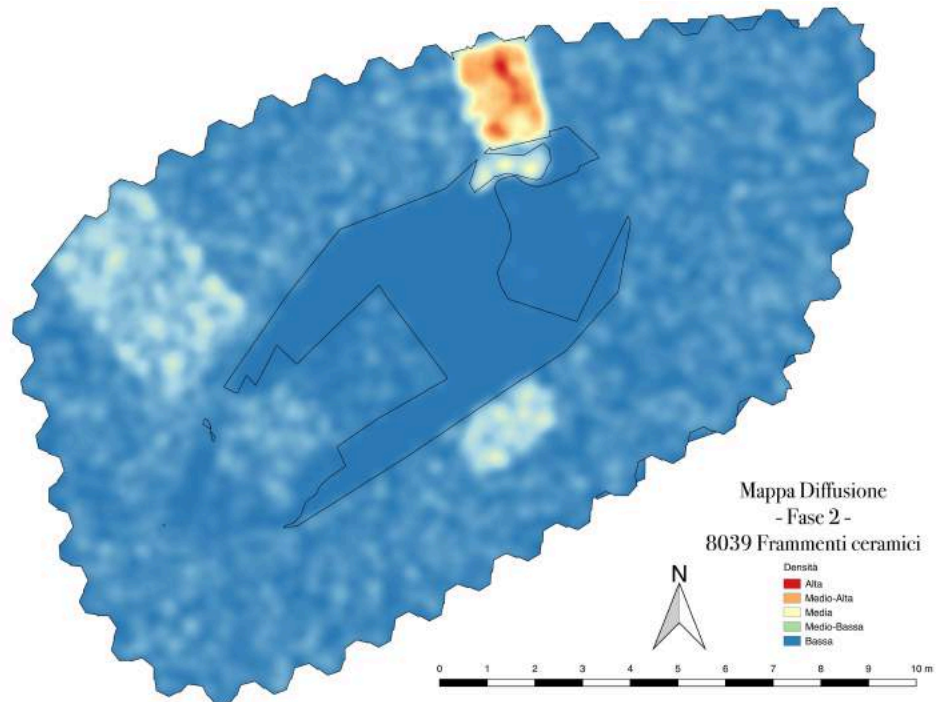 Mappa Diffusione
- Fase 2 -
8039 Frammenti ceramici
Densità
Alta
Medio-Alta
Media
Medio-Bassa
Bassa
N
0 1 2 3 4 5 6 7 8 9 10 m